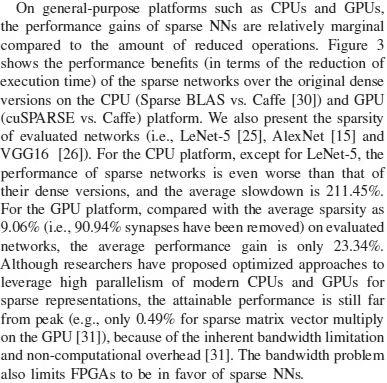 On general-purpose platforms such as CPUs and GPUs,
the performance gains of sparse NNs are relatively marginal
compared to the amount of reduced operations. Figure 3
shows the performance benefits (in terms of the reduction of
execution time) of the sparse networks over the original dense
versions on the CPU (Sparse BLAS vs. Caffe [30]) and GPU
(cuSPARSE vs. Caffe) platform. We also present the sparsity
of evaluated networks (i.e., LeNet-5 [25], AlexNet [15] and
VGG16 [26]). For the CPU platform, except for LeNet-5, the
performance of sparse networks is even worse than that of
their dense versions, and the average slowdown is 211.45%.
For the GPU platform, compared with the average sparsity as
9.06% (i.e., 90.94% synapses have been removed) on evaluated
networks, the average performance gain is only 23.34%.
Although researchers have proposed optimized approaches to
leverage high parallelism of modern CPUs and GPUs for
sparse representations, the attainable performance is still far
from peak (e.g., only 0.49% for sparse matrix vector multiply
on the GPU [31]), because of the inherent bandwidth limitation
and non-computational overhead [31]. The bandwidth problem
also limits FPGAs to be in favor of sparse NNs.